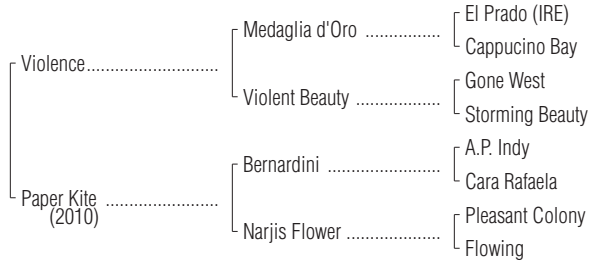 El Prado (IRE)
Medaglia d'Oro ..................
Cappucino Bay
Violence...............................
Gone West
Violent Beauty ....................
Storming Beauty
A.P. Indy
Bernardini ...........................
Cara Rafaela
Paper Kite ..........................
(2010)
Pleasant Colony
Narjis Flower ......................
Flowing